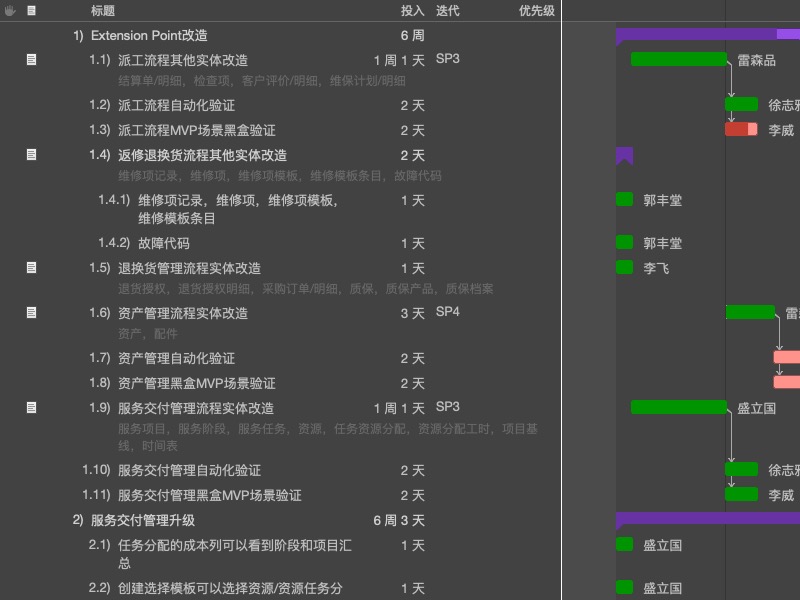 标题 投入 迭代 优先级
1) Extension Point改造 6 周
1.1) 派工流程其他实体改造 1 周 1 天 SP3 雷森品
结算单/明细，检查项，客户评价/明细，维保计划/明细
1.2) 派工流程自动化验证 2 天 徐志雅
1.3) 派工流程MVP场景黑盒验证 2 天 李威
1.4) 返修退换货流程其他实体改造 2 天
维修项记录，维修项，维修项模板，维修模板条目，故障代码
1.4.1) 维修项记录，维修项，维修项模板， 1 天 郭丰堂
维修模板条目
1.4.2) 故障代码 1 天 郭丰堂
1.5) 退换货管理流程实体改造 1 天 李飞
退货授权，退货授权明细，采购订单/明细，质保，质保产品，质保档案
1.6) 资产管理流程实体改造 3 天 SP4 雷
资产，配件
1.7) 资产管理自动化验证 2 天
1.8) 资产管理黑盒MVP场景验证 2 天
1.9) 服务交付管理流程实体改造 1 周 1 天 SP3 盛立国
服务项目，服务阶段，服务任务，资源，任务资源分配，资源分配工时，项目基
线，时间表
1.10) 服务交付管理自动化验证 2 天 徐志雅
1.11) 服务交付管理黑盒MVP场景验证 2 天 李威
2) 服务交付管理升级 6 周 3 天
2.1) 任务分配的成本列可以看到阶段和项目汇 1 天 盛立国
总
2.2) 创建选择模板可以选择资源/资源任务分 1 天 盛立国